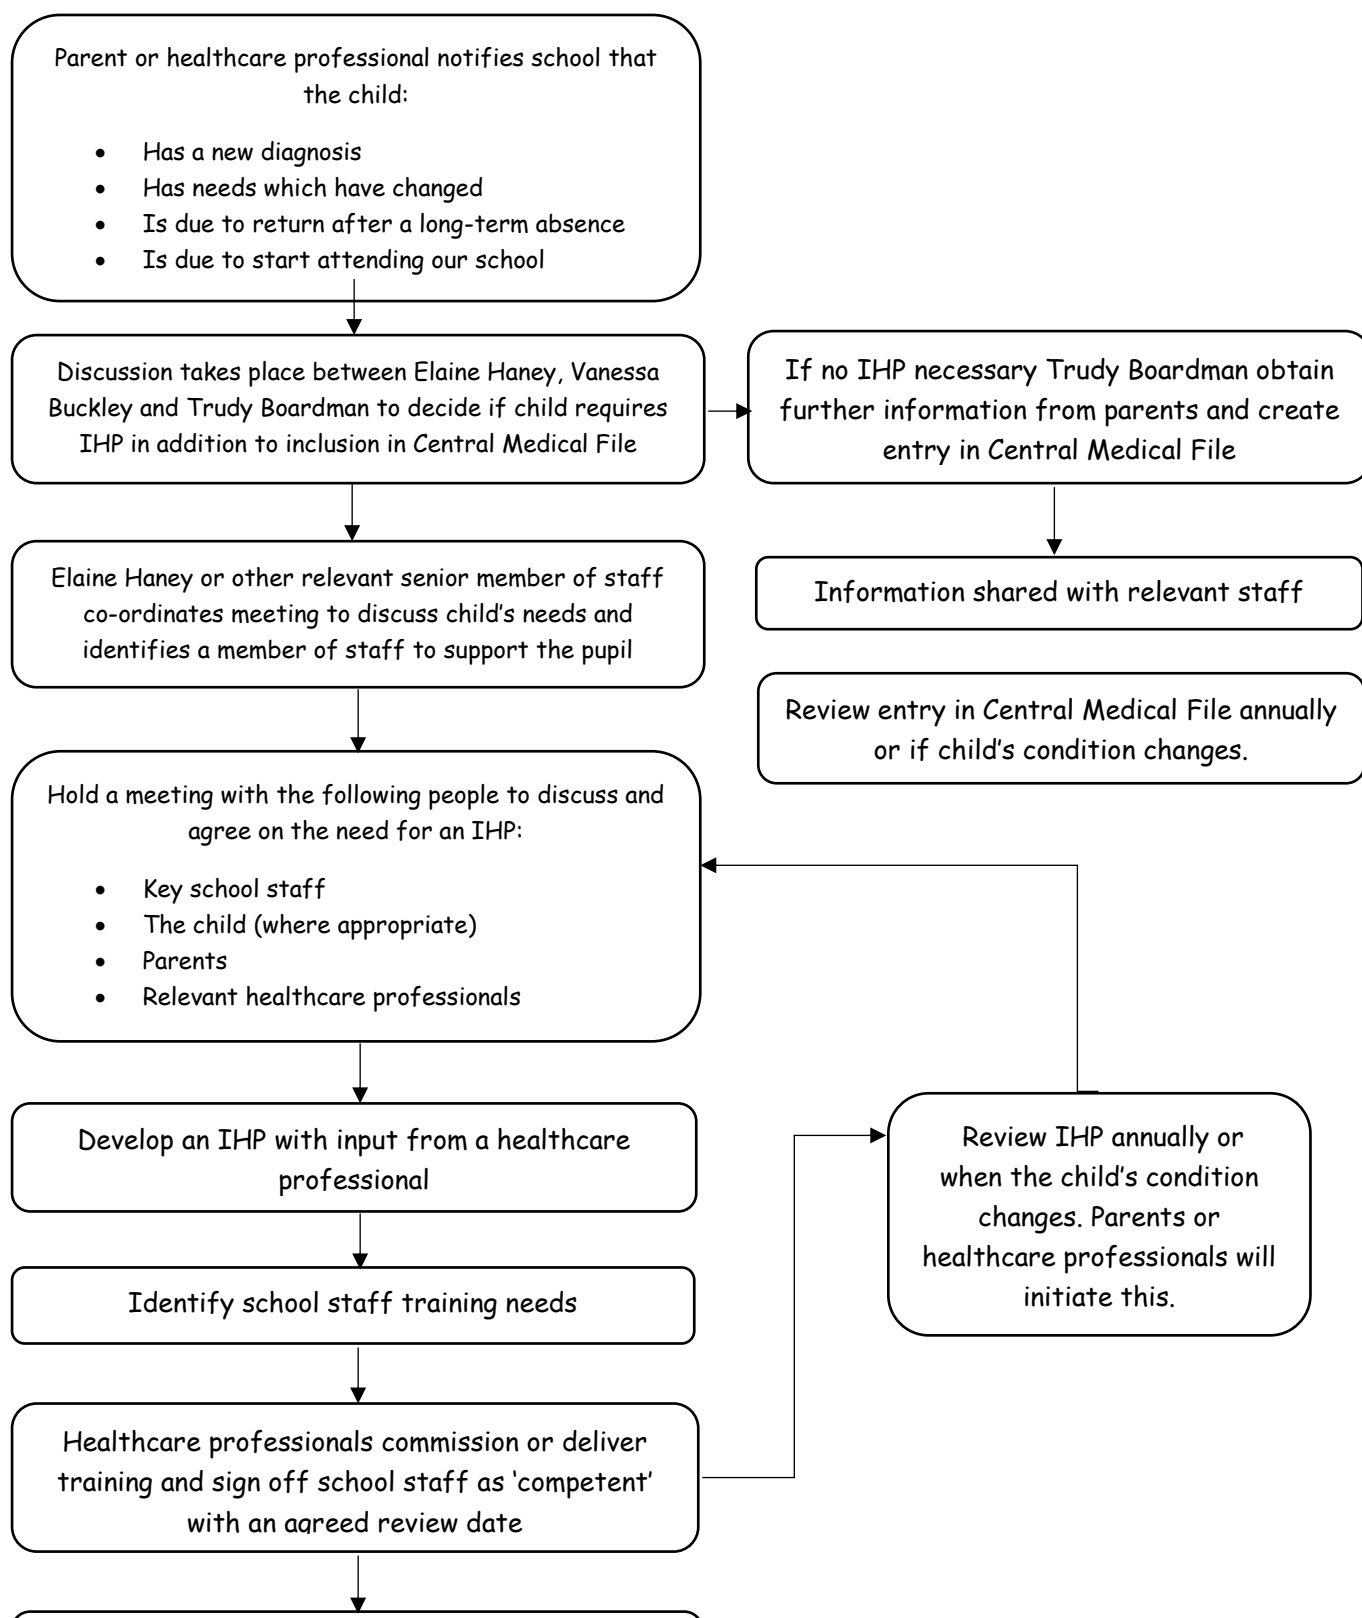 Parent or healthcare professional notifies school that
the child:
• Has a new diagnosis
• Has needs which have changed
• Is due to return after a long-term absence
• Is due to start attending our school
Discussion takes place between Elaine Haney, Vanessa
Buckley and Trudy Boardman to decide if child requires
IHP in addition to inclusion in Central Medical File
If no IHP necessary Trudy Boardman obtain
further information from parents and create
entry in Central Medical File
Elaine Haney or other relevant senior member of staff
co-ordinates meeting to discuss child's needs and
identifies a member of staff to support the pupil
Information shared with relevant staff
Review entry in Central Medical File annually
or if child's condition changes.
Hold a meeting with the following people to discuss and
agree on the need for an IHP:
• Key school staff
• The child (where appropriate)
• Parents
• Relevant healthcare professionals
Develop an IHP with input from a healthcare
professional
Review IHP annually or
when the child's condition
changes. Parents or
healthcare professionals will
initiate this.
Identify school staff training needs
Healthcare professionals commission or deliver
training and sign off school staff as 'competent'
with an agreed review date